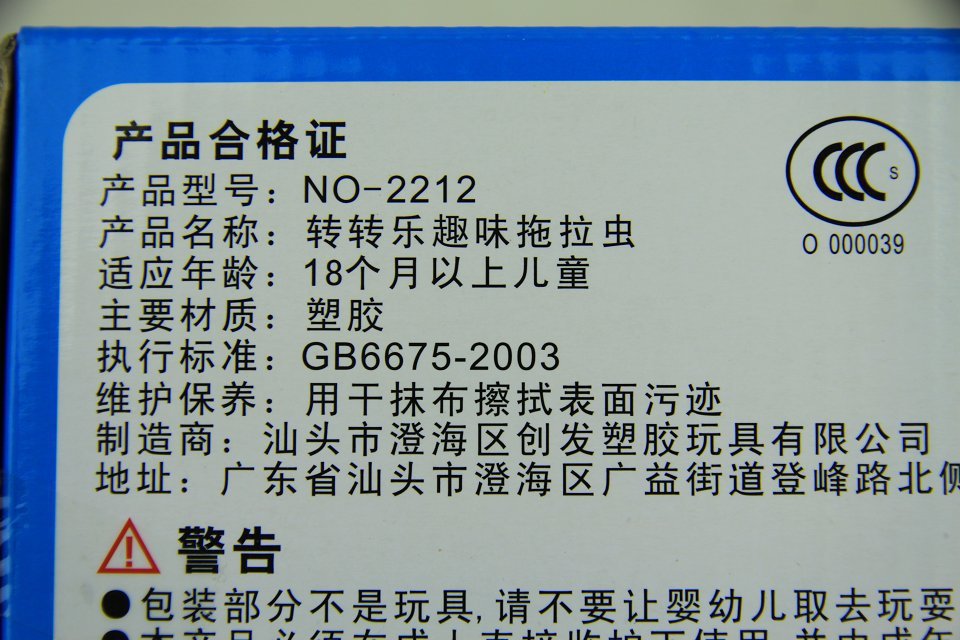 产品合格证
产品型号：NO-2212
产品名称：转转乐趣味拖拉虫
适应年龄：18个月以上儿童
主要材质：塑胶
执行标准：GB6675-2003
维护保养：用干抹布擦拭表面污迹
制造商：汕头市澄海区创发塑胶玩具有限公司
地址：广东省汕头市澄海区广益街道登峰路北侧
CCC S
O 000039
警告
●包装部分不是玩具,请不要让婴幼儿取去玩耍